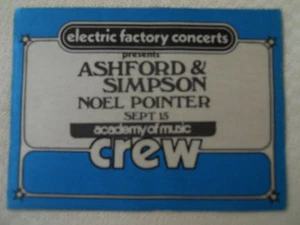 electric factory concerts
presents
ASHFORD &
SIMPSON
NOEL POINTER
SEPT 15
academy of music
crew